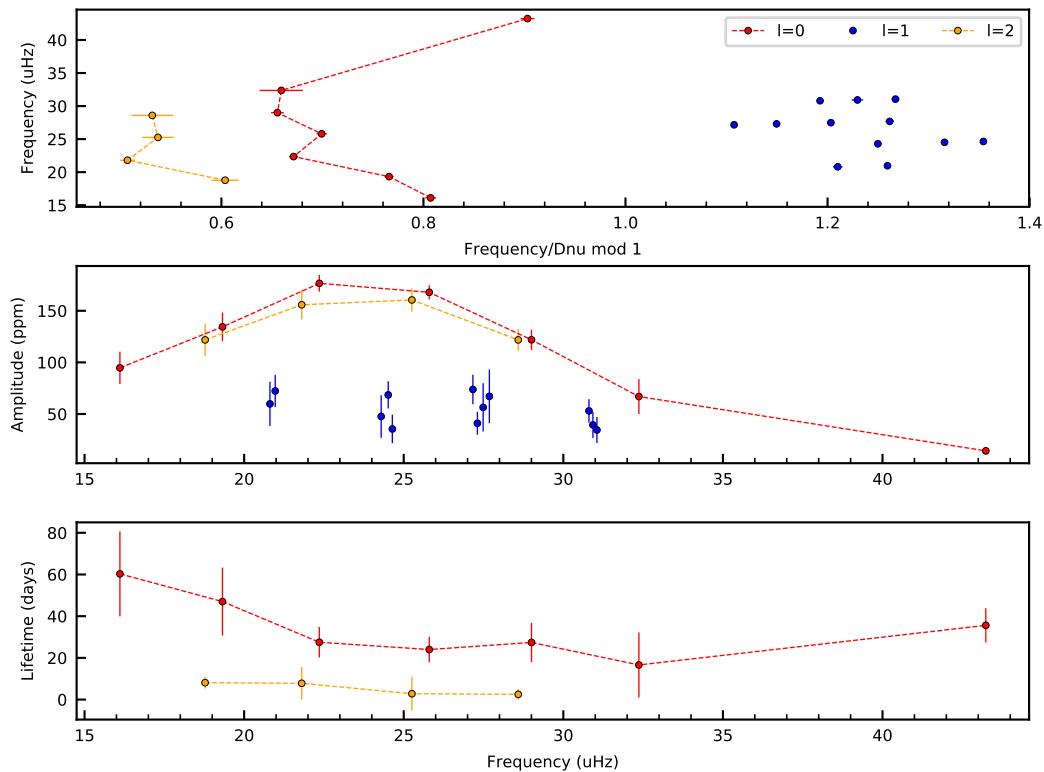 Frequency (uHz)
40
35
30
25
20
15
l=0 l=1 l=2
0.6 0.8 1.0 1.2 1.4
Frequency/Dnu mod 1
Amplitude (ppm)
150
100
50
15 20 25 30 35 40
Lifetime (days)
80
60
40
20
0
15 20 25 30 35 40
Frequency (uHz)